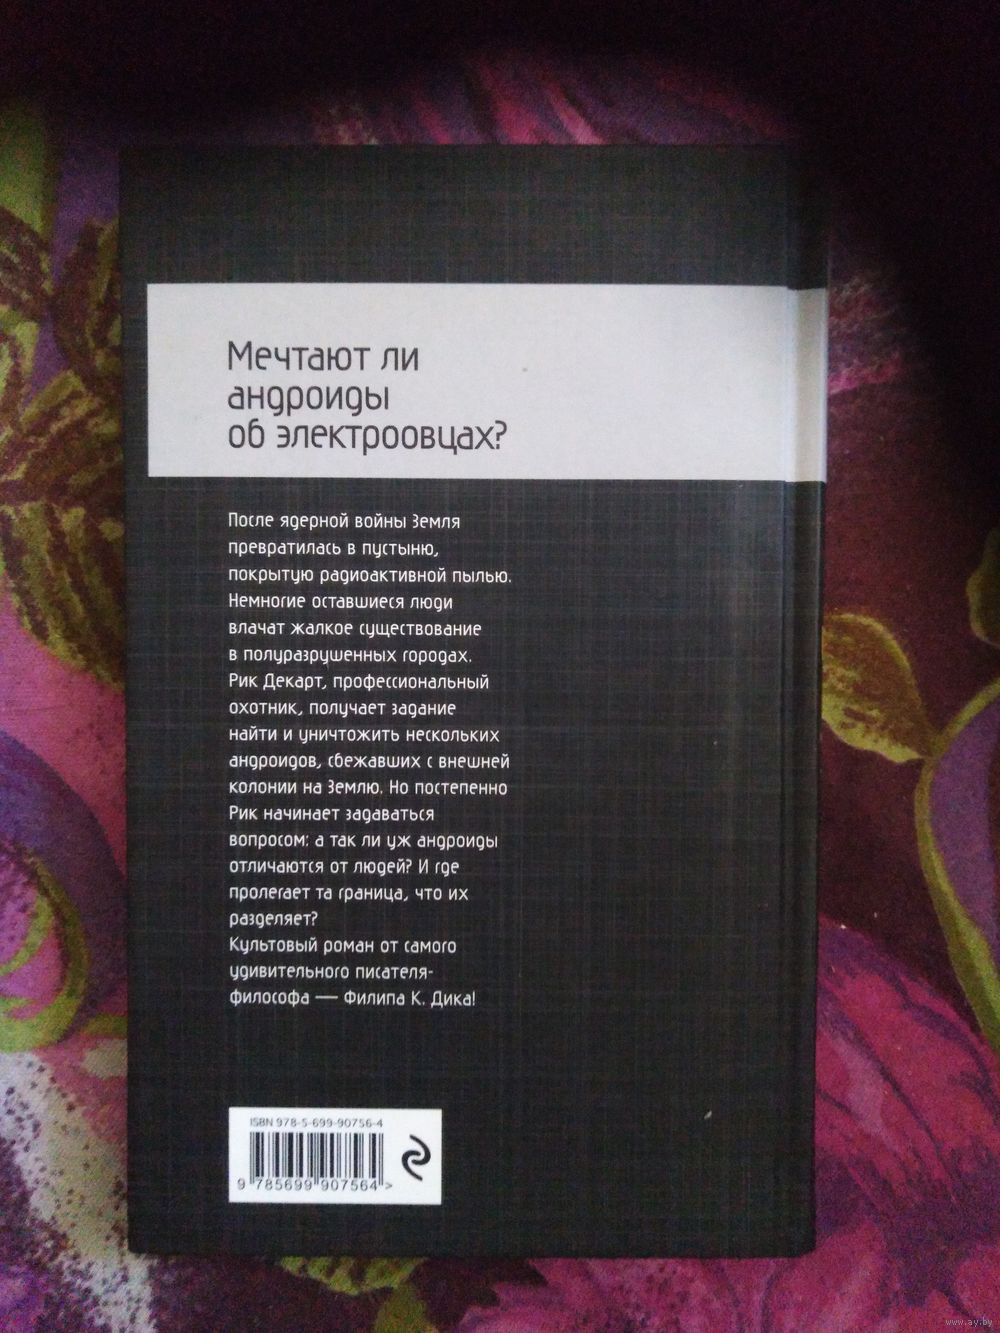 Мечтают ли
андроиды
об электроовцах?
После ядерной войны Земля
превратилась в пустыню,
покрытую радиоактивной пылью.
Немногие оставшиеся люди
влачат жалкое существование
в полуразрушенных городах.
Рик Декарт, профессиональный
охотник, получает задание
найти и уничтожить нескольких
андроидов, сбежавших с внешней
колонии на Землю. Но постепенно
Рик начинает задаваться
вопросом: а так ли уж андроиды
отличаются от людей? И где
пролегает та граница, что их
разделяет?
Культовый роман от самого
удивительного писателя-
философа — Филипа К. Дика!
ISBN 978-5-699-90756-4
9 785699 907564 >
www.ay.by